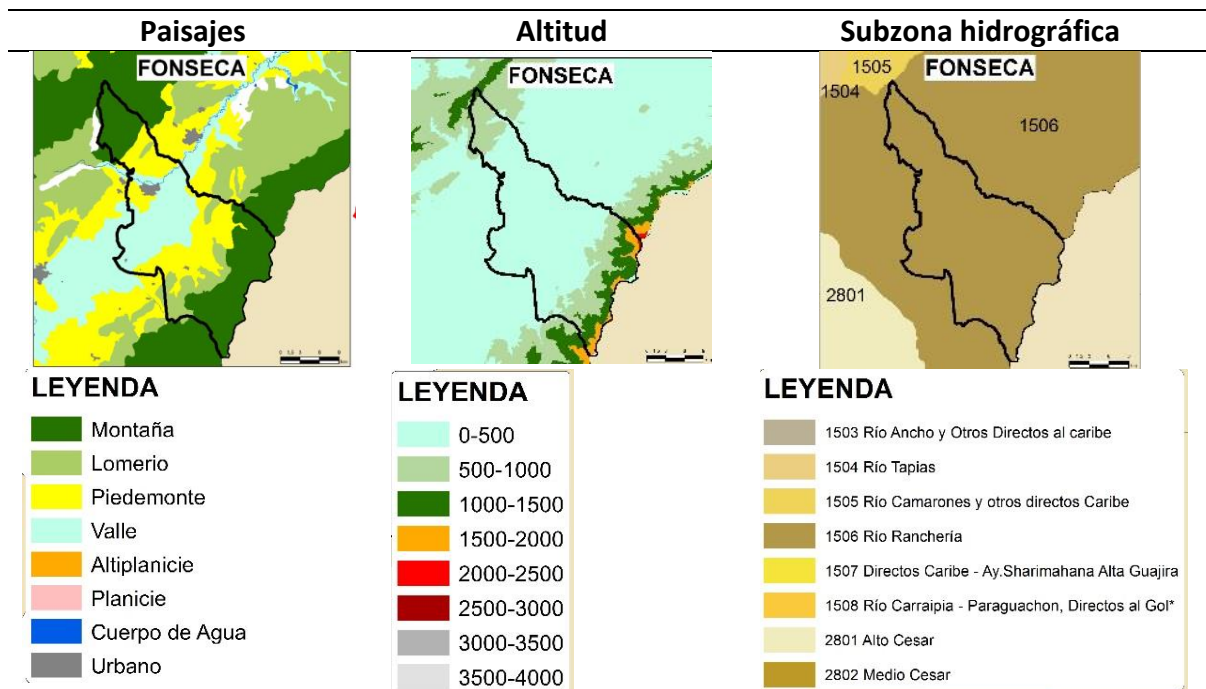 Paisajes
Altitud
Subzona hidrográfica
FONSECA
FONSECA
1505
FONSECA
1504
1506
2801
LEYENDA
Montaña
Lomerio
Piedemonte
Valle
Altiplanicie
Planicie
Cuerpo de Agua
Urbano
LEYENDA
0-500
500-1000
1000-1500
1500-2000
2000-2500
2500-3000
3000-3500
3500-4000
LEYENDA
1503 Río Ancho y Otros Directos al caribe
1504 Río Tapias
1505 Río Camarones y otros directos Caribe
1506 Río Ranchería
1507 Directos Caribe - Ay.Sharimahana Alta Guajira
1508 Río Carraipia - Paraguachon, Directos al Gol*
2801 Alto Cesar
2802 Medio Cesar